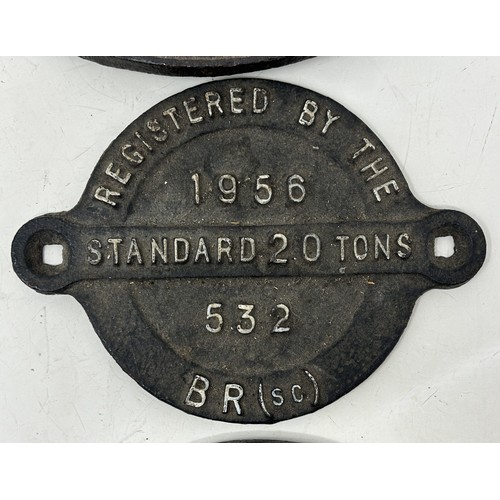 REGISTERED BY THE
1956
STANDARD 20 TONS
532
BR (SC)